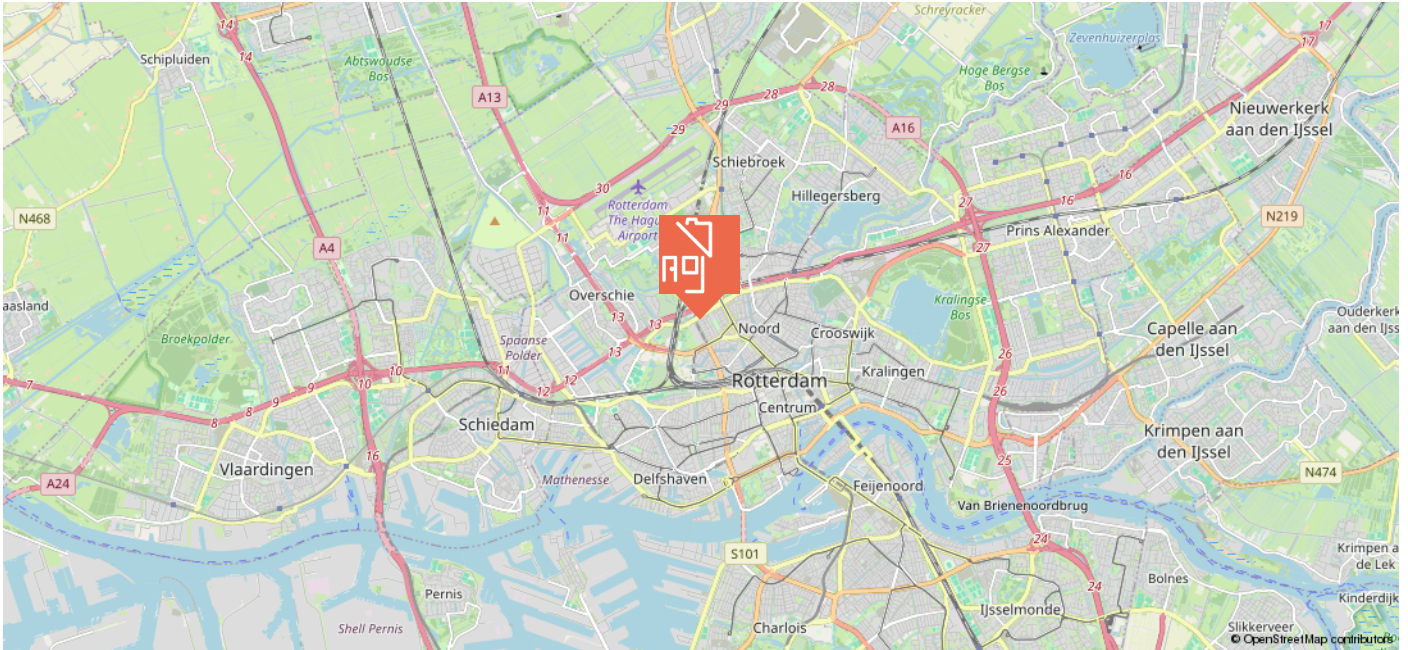 14
14
Schipluiden
Abtswoudse
Bos
A13
Schreyracker
Zevenhuizerplas
17
17
Hoge Bergse
Bos
28
28
29
29
A16
Nieuwerkerk
aan den IJssel
Schiebroek
16
16
30
Hillegersberg
27
N468
Rotterdam
The Hague
Airport
11
N219
A4
11
Prins Alexander
27
aasland
Overschie
Kralingse
Bos
13
13
Noord
Crooswijk
Ouderkerk
aan den IJss
Broekpolder
Spaanse
Polder
13
Capelle aan
den IJssel
26
7
10
10
11
12
12
Rotterdam
Kralingen
9
9
8
8
26
Centrum
Schiedam
Krimpen aan
den IJssel
16
25
Vlaardingen
A24
Mathenesse
Delfshaven
Feijenoord
N474
Van Brienenoordbrug
24
S101
Krimpen a
de Lek
24
Bolnes
Pernis
Kinderdijk
IJsselmonde
Shell Pernis
Charlois
Slikkerveer
© OpenStreetMap contributors